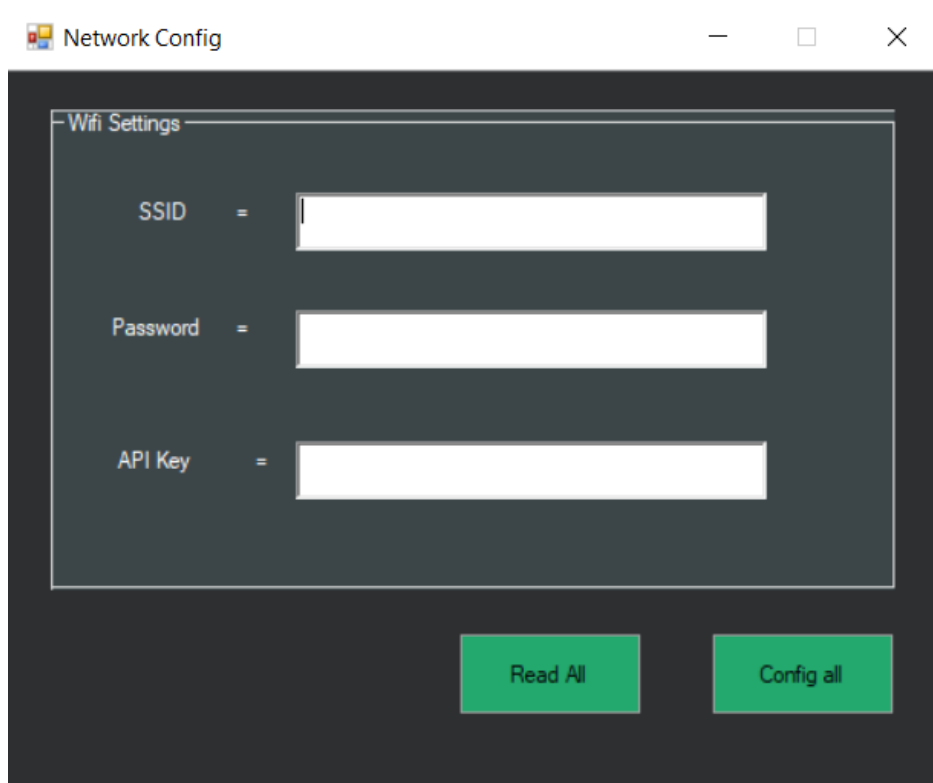 Network Config
Wifi Settings
SSID =
Password =
API Key =
Read All Config all